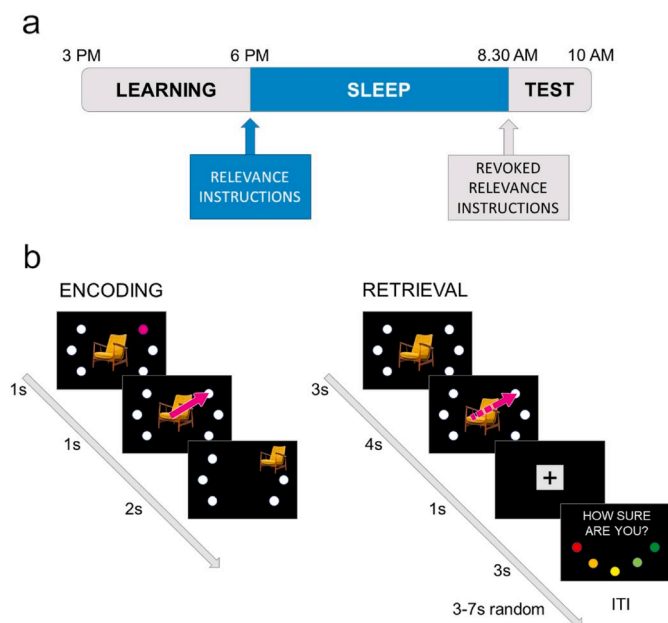 a
3 PM 6 PM 8.30 AM 10 AM
LEARNING SLEEP TEST
RELEVANCE
INSTRUCTIONS
REVOKED
RELEVANCE
INSTRUCTIONS
b
ENCODING
1s
1s
2s
RETRIEVAL
3s
4s
1s
3s
3-7s random
+
HOW SURE
ARE YOU?
ITI